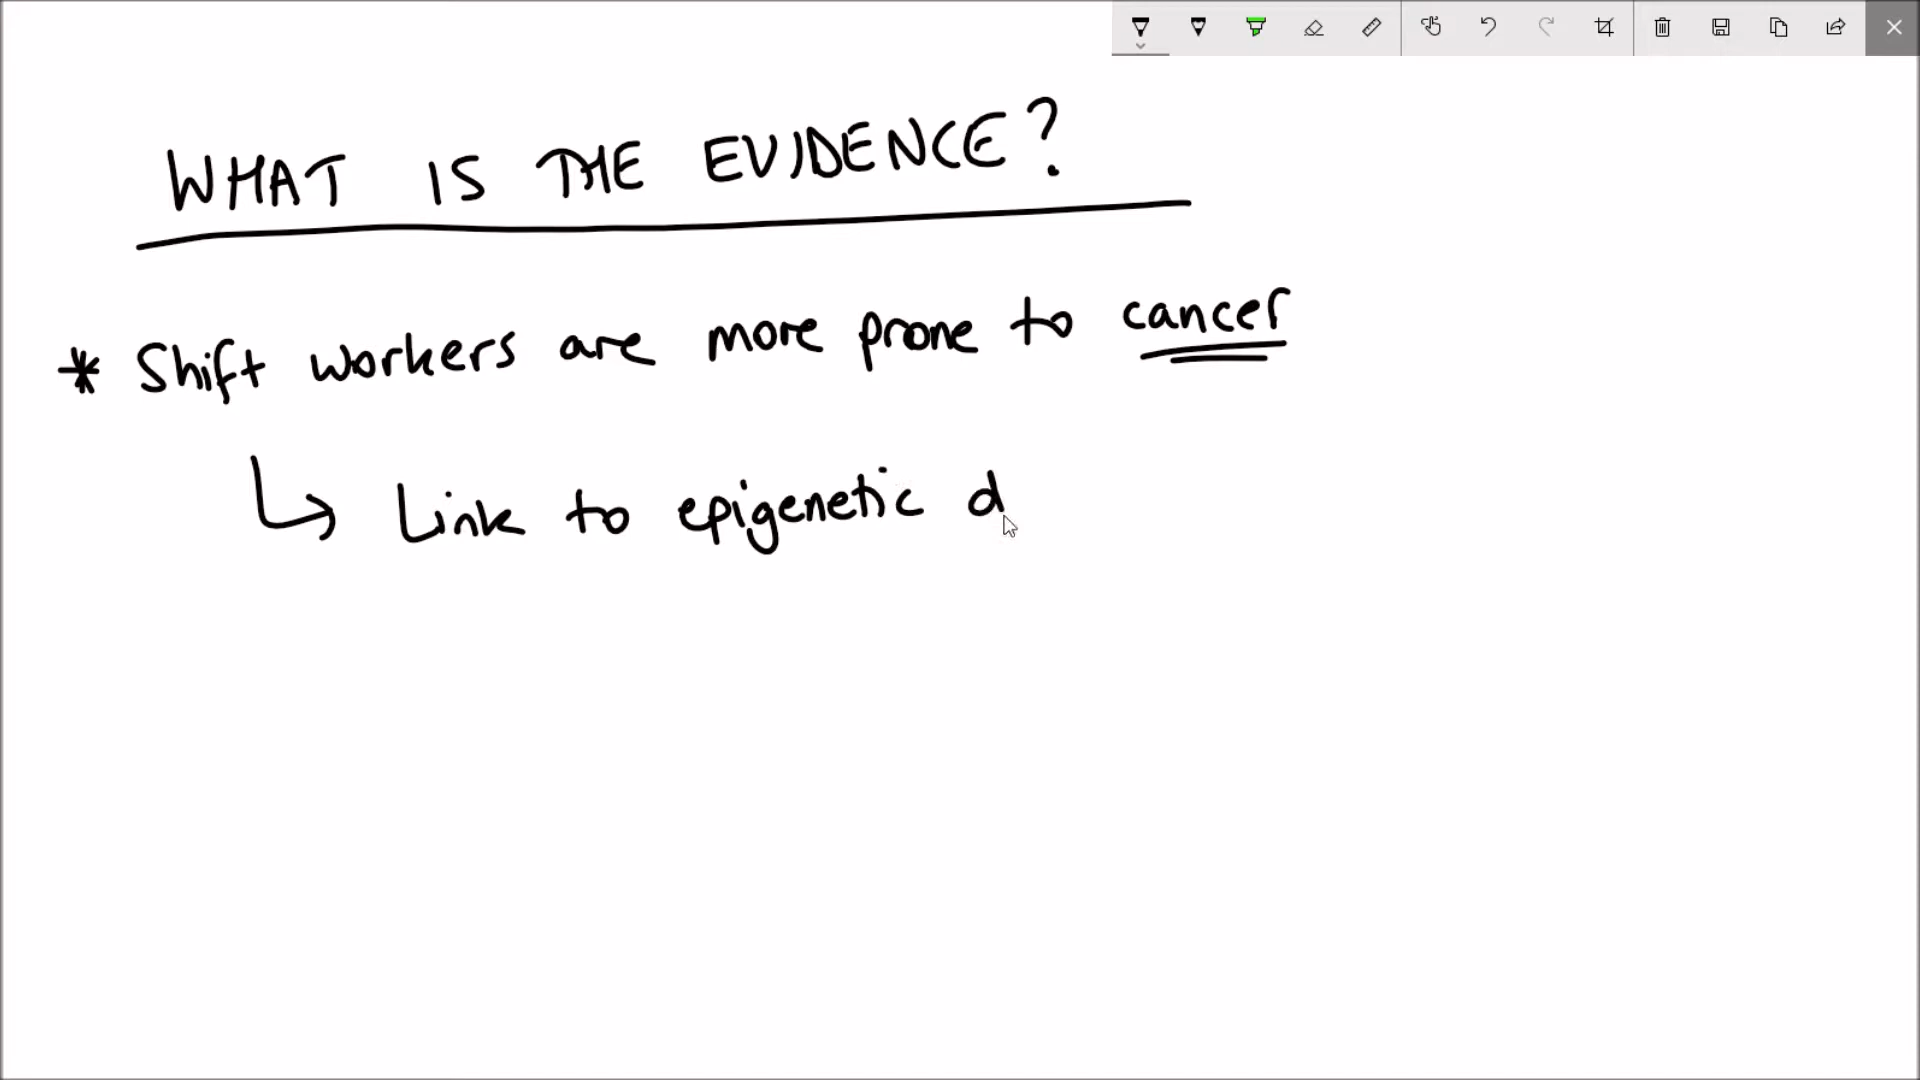 WHAT IS THE EVIDENCE?
* Shift workers are more prone to cancer
Link to epigenetic d